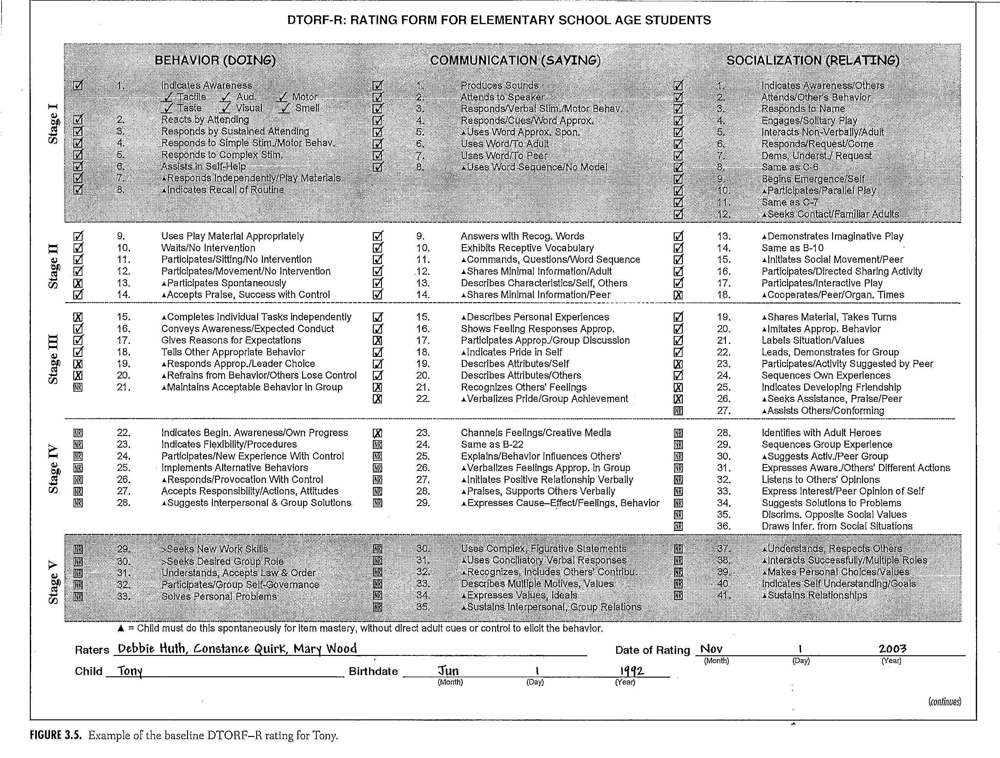 DTORF-R: RATING FORM FOR ELEMENTARY SCHOOL AGE STUDENTS
BEHAVIOR (DOING)
Stage I
☑ 1. Indicates Awareness
✓ Tactile ✓ Aud. ✓ Motor
✓ Taste ✓ Visual ✓ Smell
☑ 2. Reacts by Attending
☑ 3. Responds by Sustained Attending
☑ 4. Responds to Simple Stim./Motor Behav.
☑ 5. Responds to Complex Stim.
☑ 6. Assists in Self-Help
☑ 7. ▲Responds Independently/Play Materials
☑ 8. ▲Indicates Recall of Routine
COMMUNICATION (SAYING)
☑ 1. Produces Sounds
☑ 2. Attends to Speaker
☑ 3. Responds/Verbal Stim./Motor Behav.
☑ 4. Responds/Cues/Word Approx.
☑ 5. ▲Uses Word Approx. Spon.
☑ 6. Uses Word/To Adult
☑ 7. Uses Word/To Peer
☑ 8. ▲Uses Word Sequence/No Model
SOCIALIZATION (RELATING)
☑ 1. Indicates Awareness/Others
☑ 2. Attends/Other's Behavior
☑ 3. Responds to Name
☑ 4. Engages/Solitary Play
☑ 5. Interacts Non-Verbally/Adult
☑ 6. Responds/Request/Come
☑ 7. Dems. Underst./ Request
☑ 8. Same as C-6
☑ 9. Begins Emergence/Self
☑ 10. ▲Participates/Parallel Play
☑ 11. Same as C-7
☑ 12. ▲Seeks Contact/Familiar Adults
Stage II
☑ 9. Uses Play Material Appropriately
☑ 10. Waits/No Intervention
☑ 11. Participates/Sitting/No Intervention
☑ 12. Participates/Movement/No Intervention
☒ 13. ▲Participates Spontaneously
☑ 14. ▲Accepts Praise, Success with Control
☑ 9. Answers with Recog. Words
☑ 10. Exhibits Receptive Vocabulary
☑ 11. ▲Commands, Questions/Word Sequence
☑ 12. ▲Shares Minimal Information/Adult
☑ 13. Describes Characteristics/Self, Others
☑ 14. ▲Shares Minimal Information/Peer
☑ 13. ▲Demonstrates Imaginative Play
☑ 14. Same as B-10
☑ 15. ▲Initiates Social Movement/Peer
☑ 16. Participates/Directed Sharing Activity
☑ 17. Participates/Interactive Play
☒ 18. ▲Cooperates/Peer/Organ. Times
Stage III
☒ 15. ▲Completes Individual Tasks independently
☑ 16. Conveys Awareness/Expected Conduct
☑ 17. Gives Reasons for Expectations
☑ 18. Tells Other Appropriate Behavior
☒ 19. ▲Responds Approp./Leader Choice
☒ 20. ▲Refrains from Behavior/Others Lose Control
NR 21. ▲Maintains Acceptable Behavior in Group
☑ 15. ▲Describes Personal Experiences
☑ 16. Shows Feeling Responses Approp.
☒ 17. Participates Approp./Group Discussion
☑ 18. ▲Indicates Pride in Self
☑ 19. Describes Attributes/Self
☑ 20. Describes Attributes/Others
☒ 21. Recognizes Others' Feelings
☒ 22. ▲Verbalizes Pride/Group Achievement
☑ 19. ▲Shares Material, Takes Turns
☑ 20. ▲Imitates Approp. Behavior
☑ 21. Labels Situation/Values
☑ 22. Leads, Demonstrates for Group
☒ 23. Participates/Activity Suggested by Peer
☑ 24. Sequences Own Experiences
☒ 25. Indicates Developing Friendship
☒ 26. ▲Seeks Assistance, Praise/Peer
NR 27. ▲Assists Others/Conforming
Stage IV
NR 22. Indicates Begin. Awareness/Own Progress
NR 23. Indicates Flexibility/Procedures
NR 24. Participates/New Experience With Control
NR 25. Implements Alternative Behaviors
NR 26. ▲Responds/Provocation With Control
NR 27. Accepts Responsibility/Actions, Attitudes
NR 28. ▲Suggests Interpersonal & Group Solutions
☒ 23. Channels Feelings/Creative Media
NR 24. Same as B-22
NR 25. Explains/Behavior Influences Others'
NR 26. ▲Verbalizes Feelings Approp. in Group
NR 27. ▲Initiates Positive Relationship Verbally
NR 28. ▲Praises, Supports Others Verbally
NR 29. ▲Expresses Cause–Effect/Feelings, Behavior
NR 28. Identifies with Adult Heroes
NR 29. Sequences Group Experience
NR 30. ▲Suggests Activ./Peer Group
NR 31. Expresses Aware./Others' Different Actions
NR 32. Listens to Others' Opinions
NR 33. Express Interest/Peer Opinion of Self
NR 34. Suggests Solutions to Problems
NR 35. Discrims. Opposite Social Values
NR 36. Draws Infer. from Social Situations
Stage V
NR 29. >Seeks New Work Skills
NR 30. >Seeks Desired Group Role
NR 31. Understands, Accepts Law & Order
NR 32. Participates/Group Self-Governance
NR 33. Solves Personal Problems
NR 30. Uses Complex, Figurative Statements
NR 31. ▲Uses Conciliatory Verbal Responses
NR 32. ▲Recognizes, Includes Others' Contribu.
NR 33. Describes Multiple Motives, Values
NR 34. ▲Expresses Values, Ideals
NR 35. ▲Sustains Interpersonal, Group Relations
NR 37. ▲Understands, Respects Others
NR 38. ▲Interacts Successfully/Multiple Roles
NR 39. ▲Makes Personal Choices/Values
NR 40. Indicates Self Understanding/Goals
NR 41. ▲Sustains Relationships
▲ = Child must do this spontaneously for item mastery, without direct adult cues or control to elicit the behavior.
Raters Debbie Huth, Constance Quirk, Mary Wood Date of Rating Nov 1 2003
(Month) (Day) (Year)
Child Tony Birthdate Jun 1 1992
(Month) (Day) (Year)
(continues)
FIGURE 3.5. Example of the baseline DTORF–R rating for Tony.